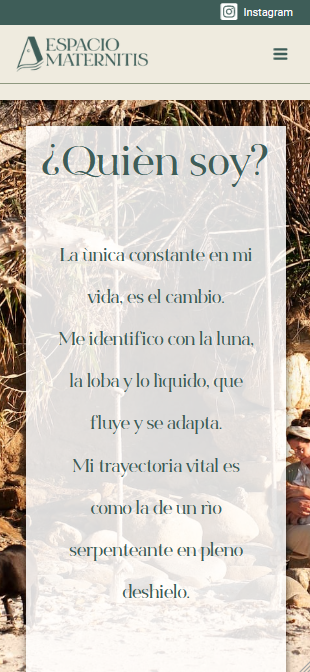 Instagram
ESPACIO
MATERNITIS
¿Quièn soy?
La ùnica constante en mi
vida, es el cambio.
Me identifico con la luna,
la loba y lo lìquido, que
fluye y se adapta.
Mi trayectoria vital es
como la de un rìo
serpenteante en pleno
deshielo.